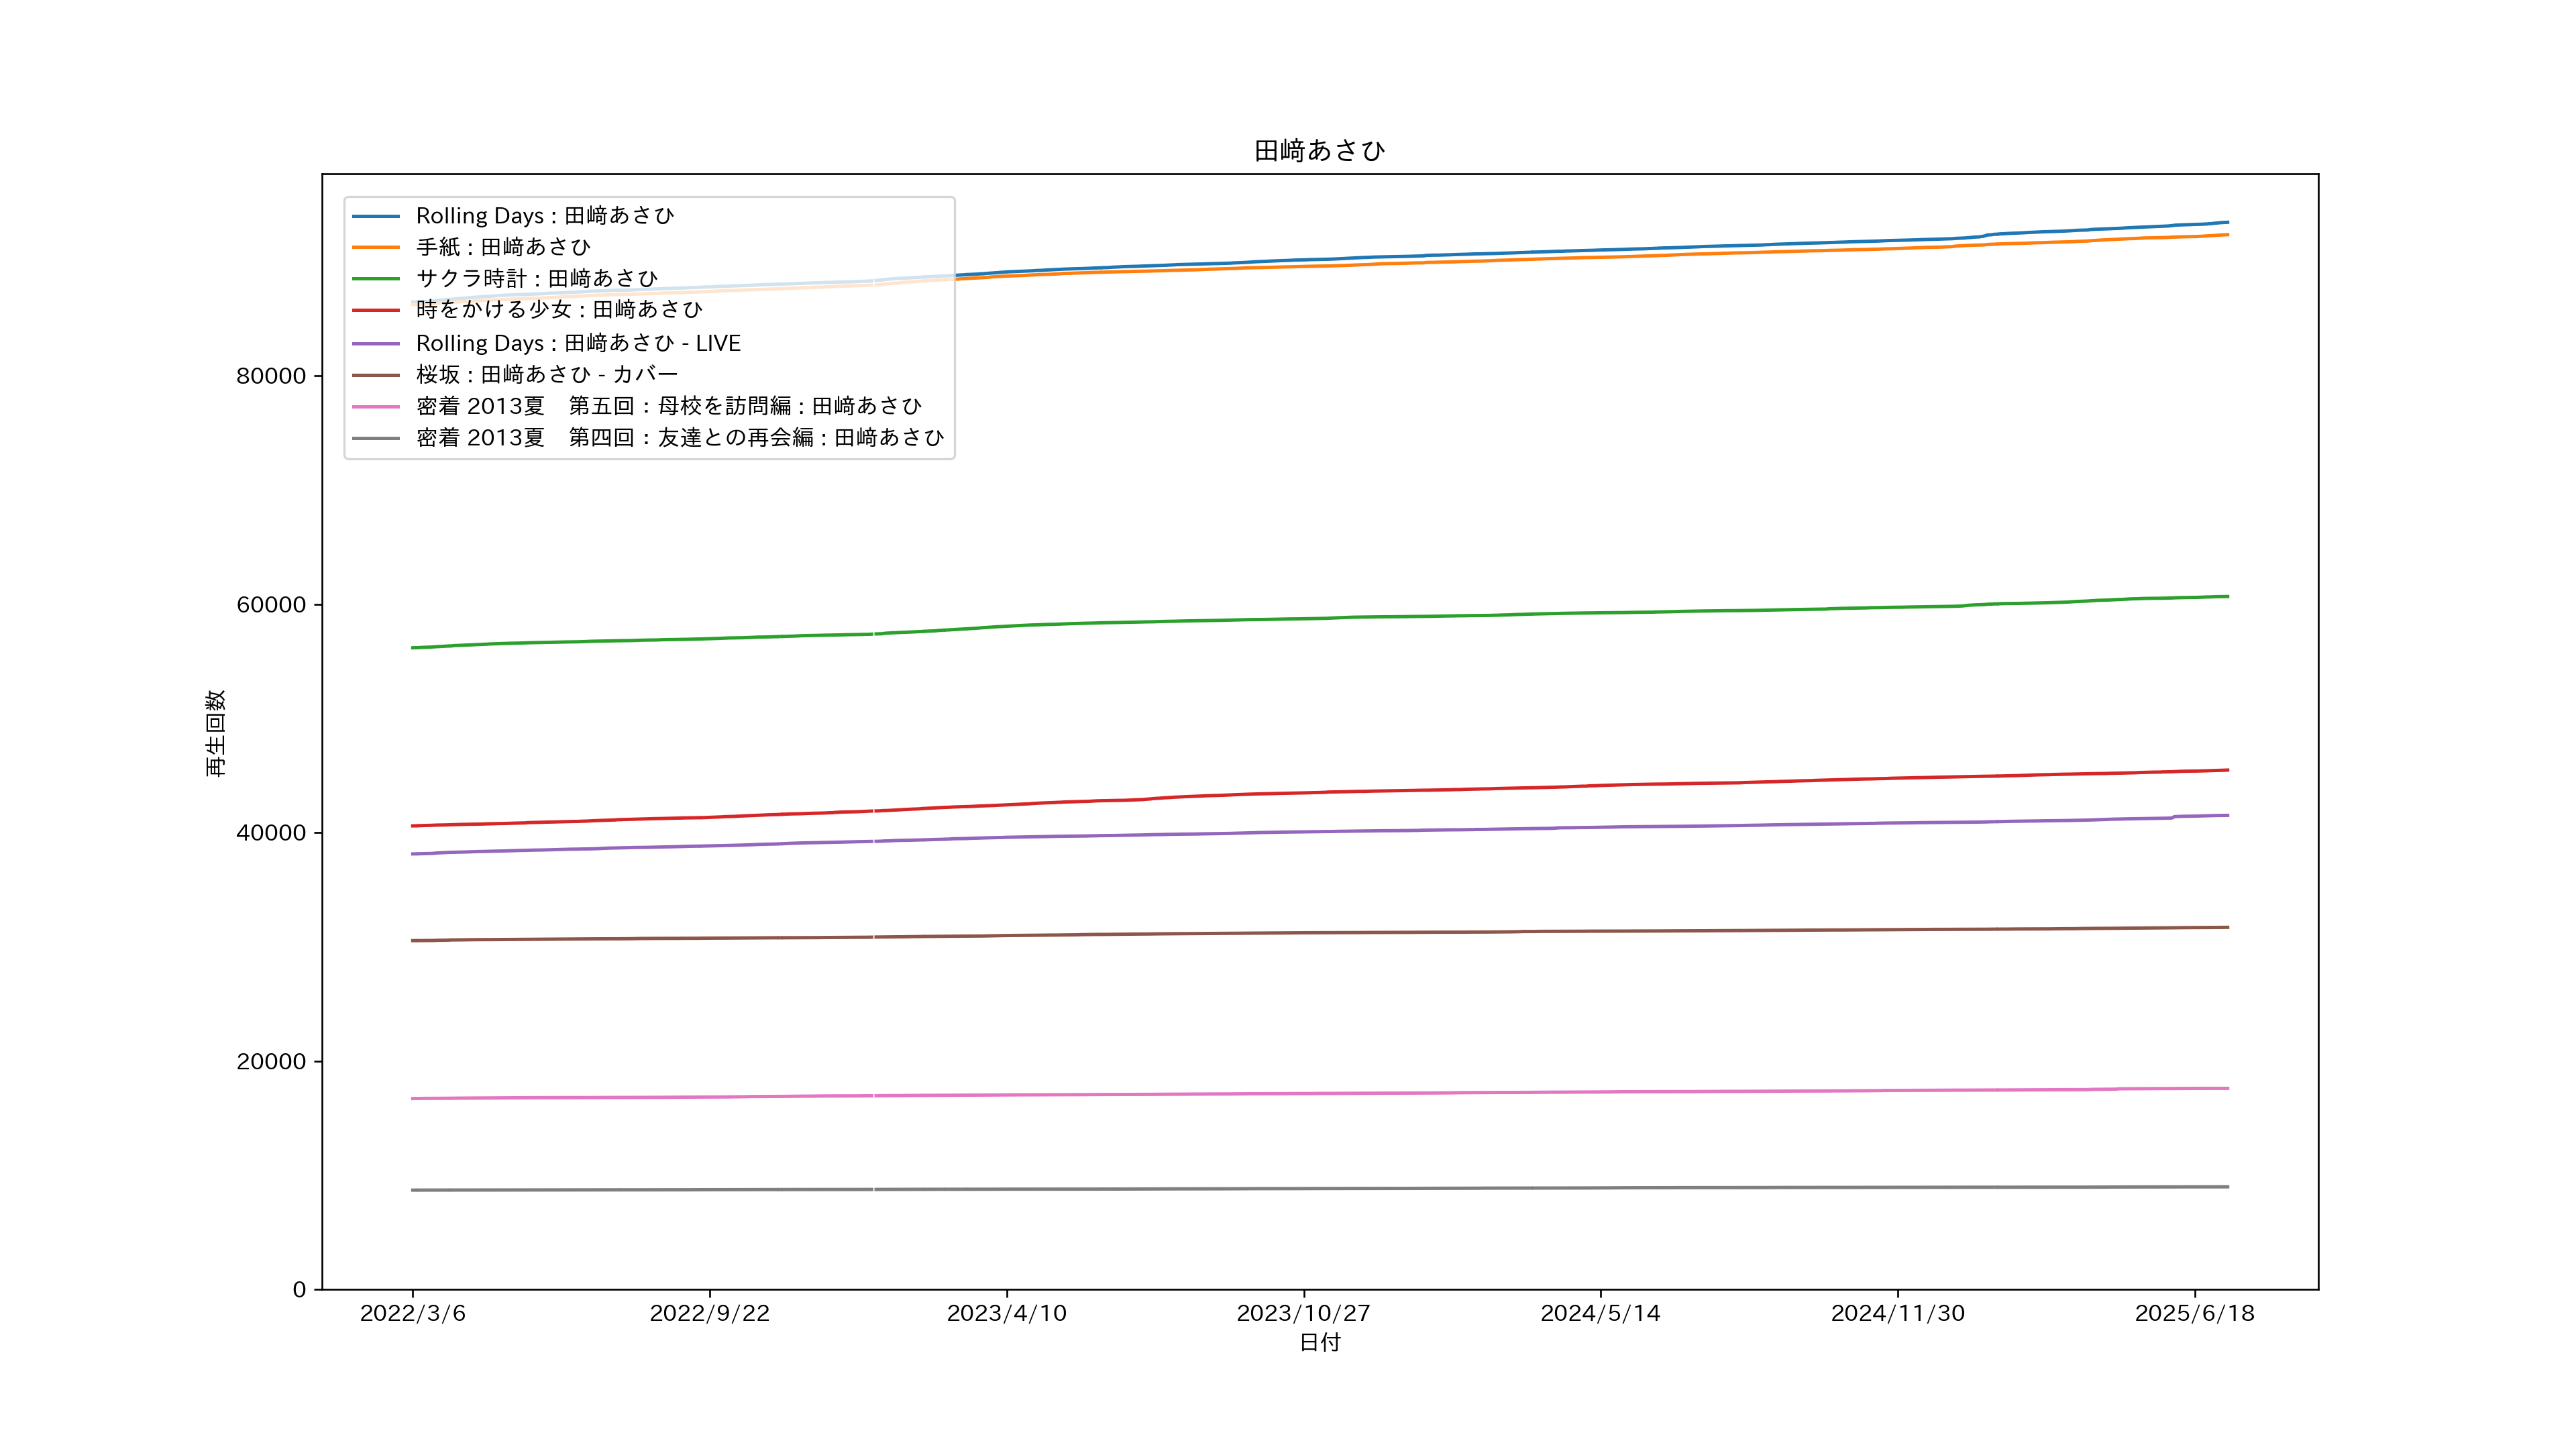 田﨑あさひ
Rolling Days : 田﨑あさひ
手紙 : 田﨑あさひ
サクラ時計 : 田﨑あさひ
時をかける少女 : 田﨑あさひ
Rolling Days : 田﨑あさひ - LIVE
桜坂 : 田﨑あさひ - カバー
密着 2013夏　第五回：母校を訪問編 : 田﨑あさひ
密着 2013夏　第四回：友達との再会編 : 田﨑あさひ
再生回数
80000
60000
40000
20000
0
2022/3/6 2022/9/22 2023/4/10 2023/10/27 2024/5/14 2024/11/30 2025/6/18
日付